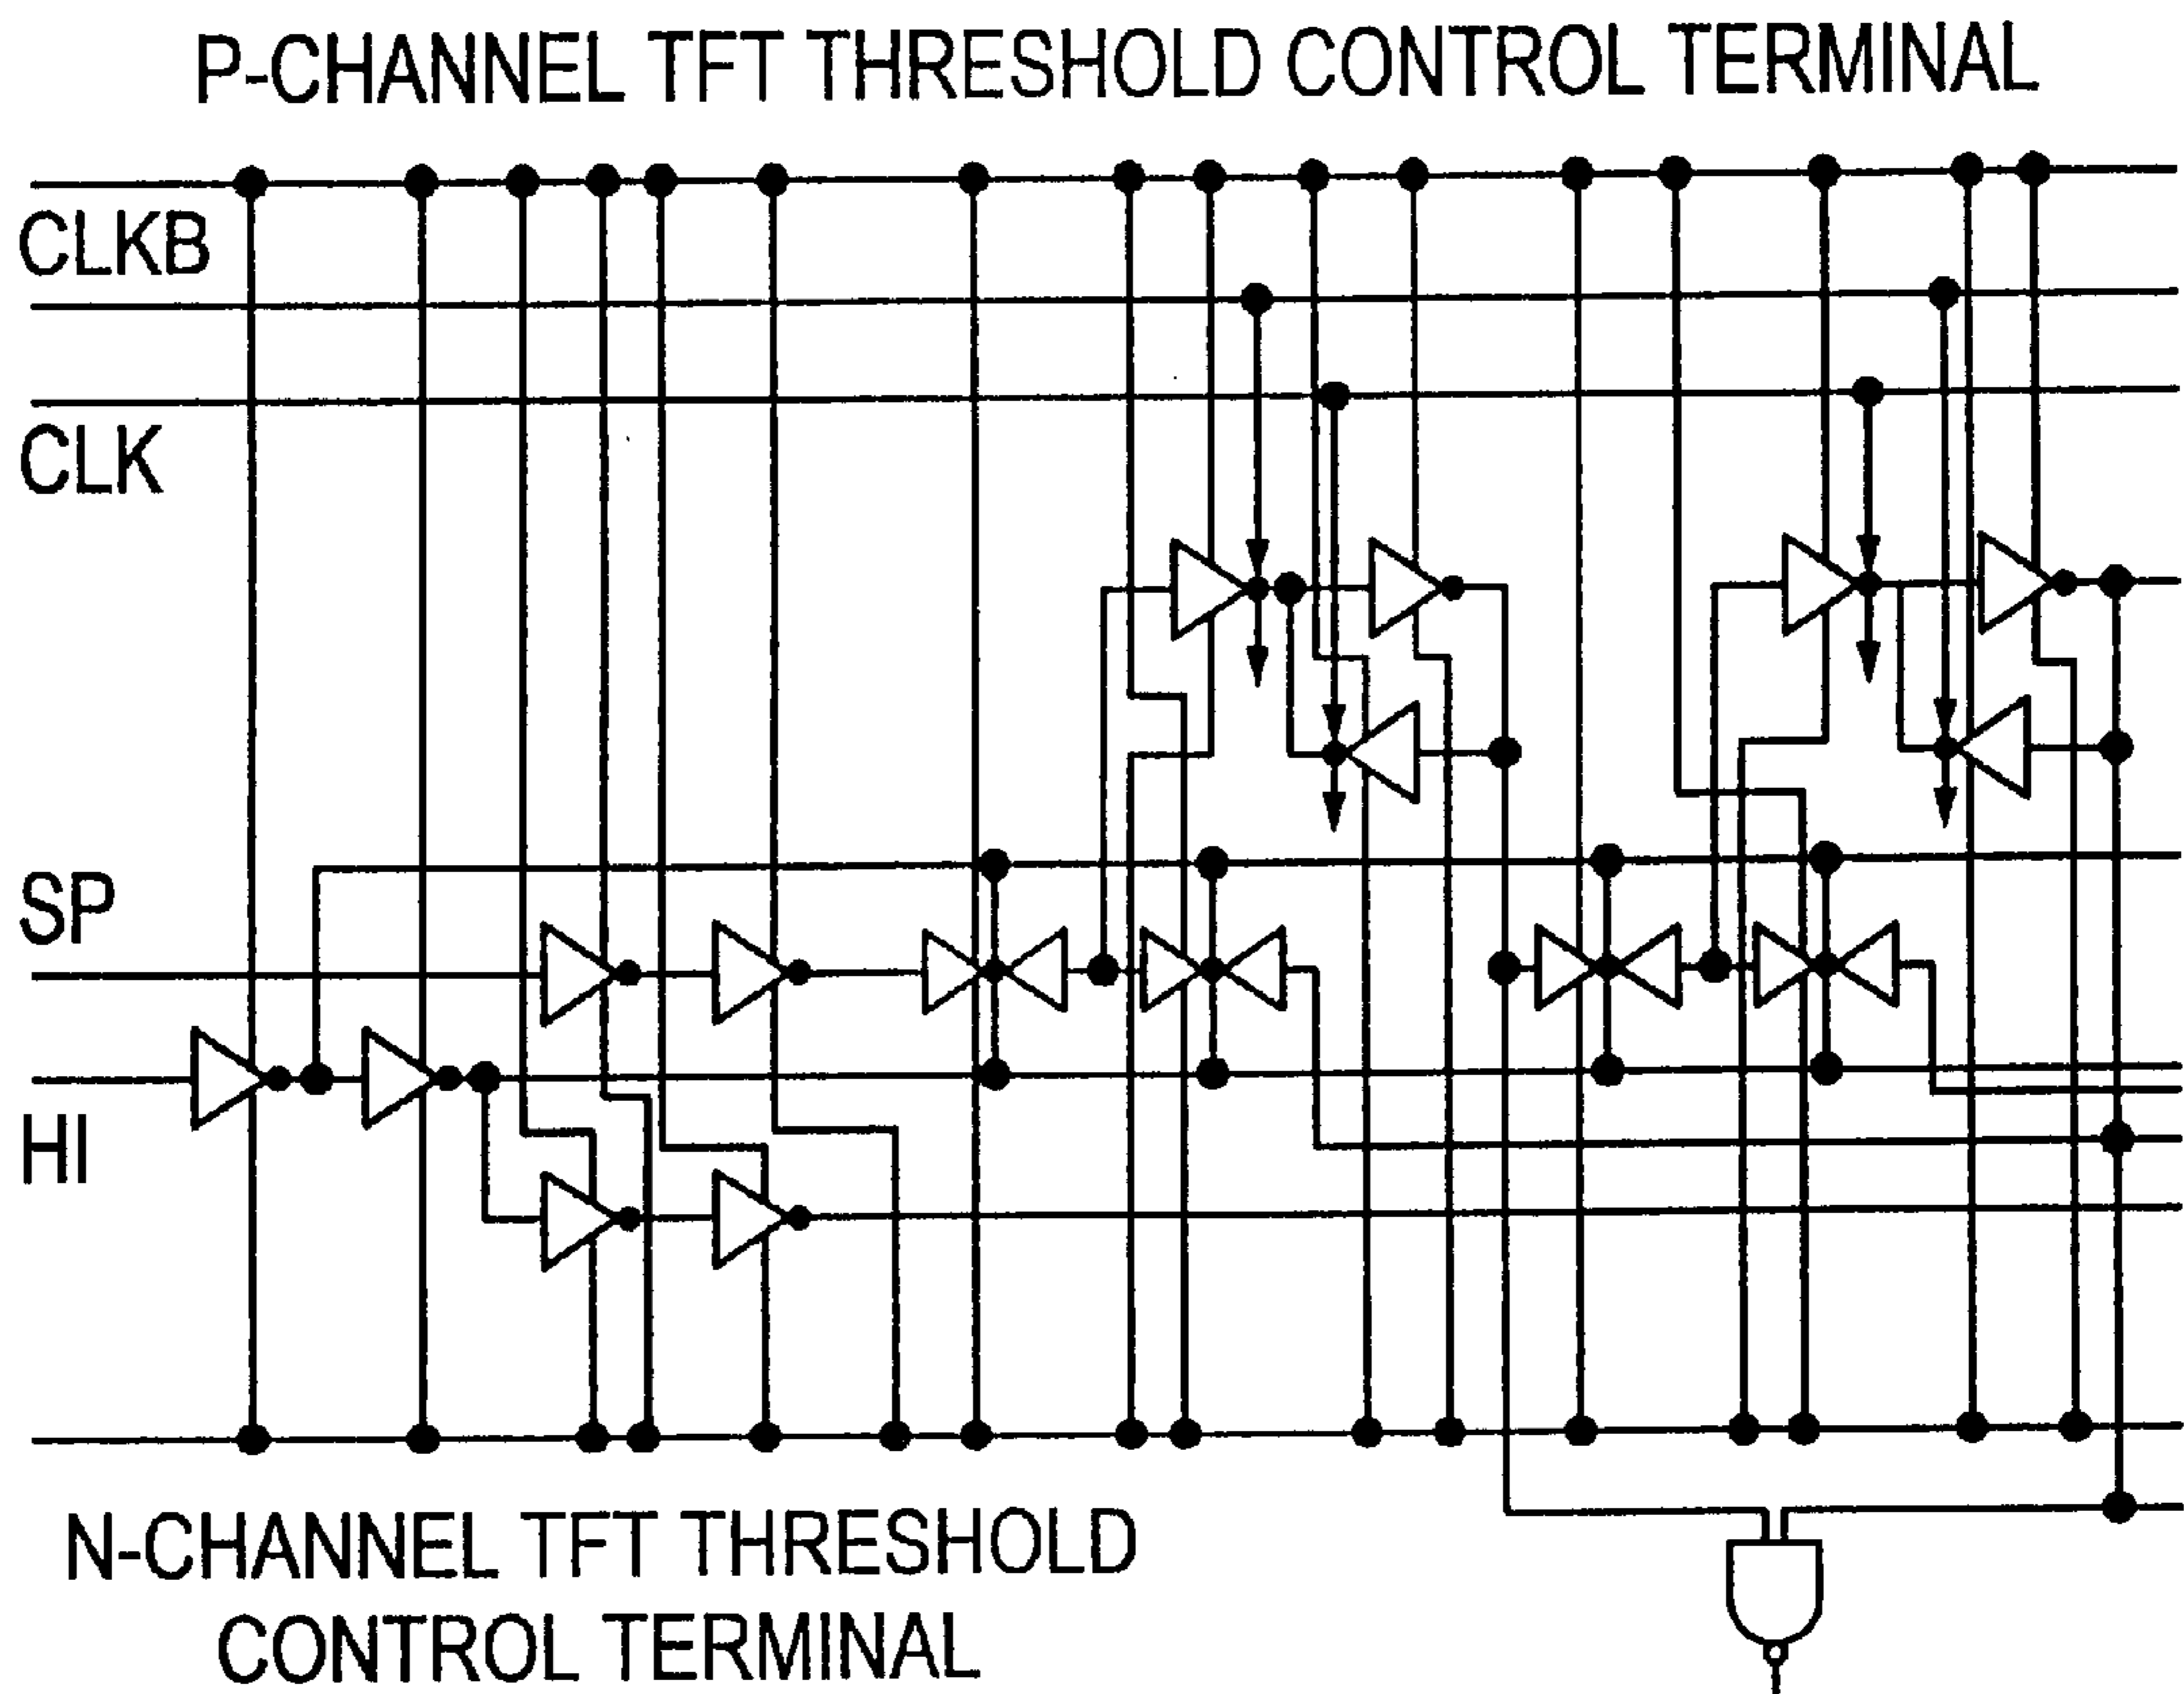 P-CHANNEL TFT THRESHOLD CONTROL TERMINAL
CLKB
CLK
SP
HI
N-CHANNEL TFT THRESHOLD
CONTROL TERMINAL